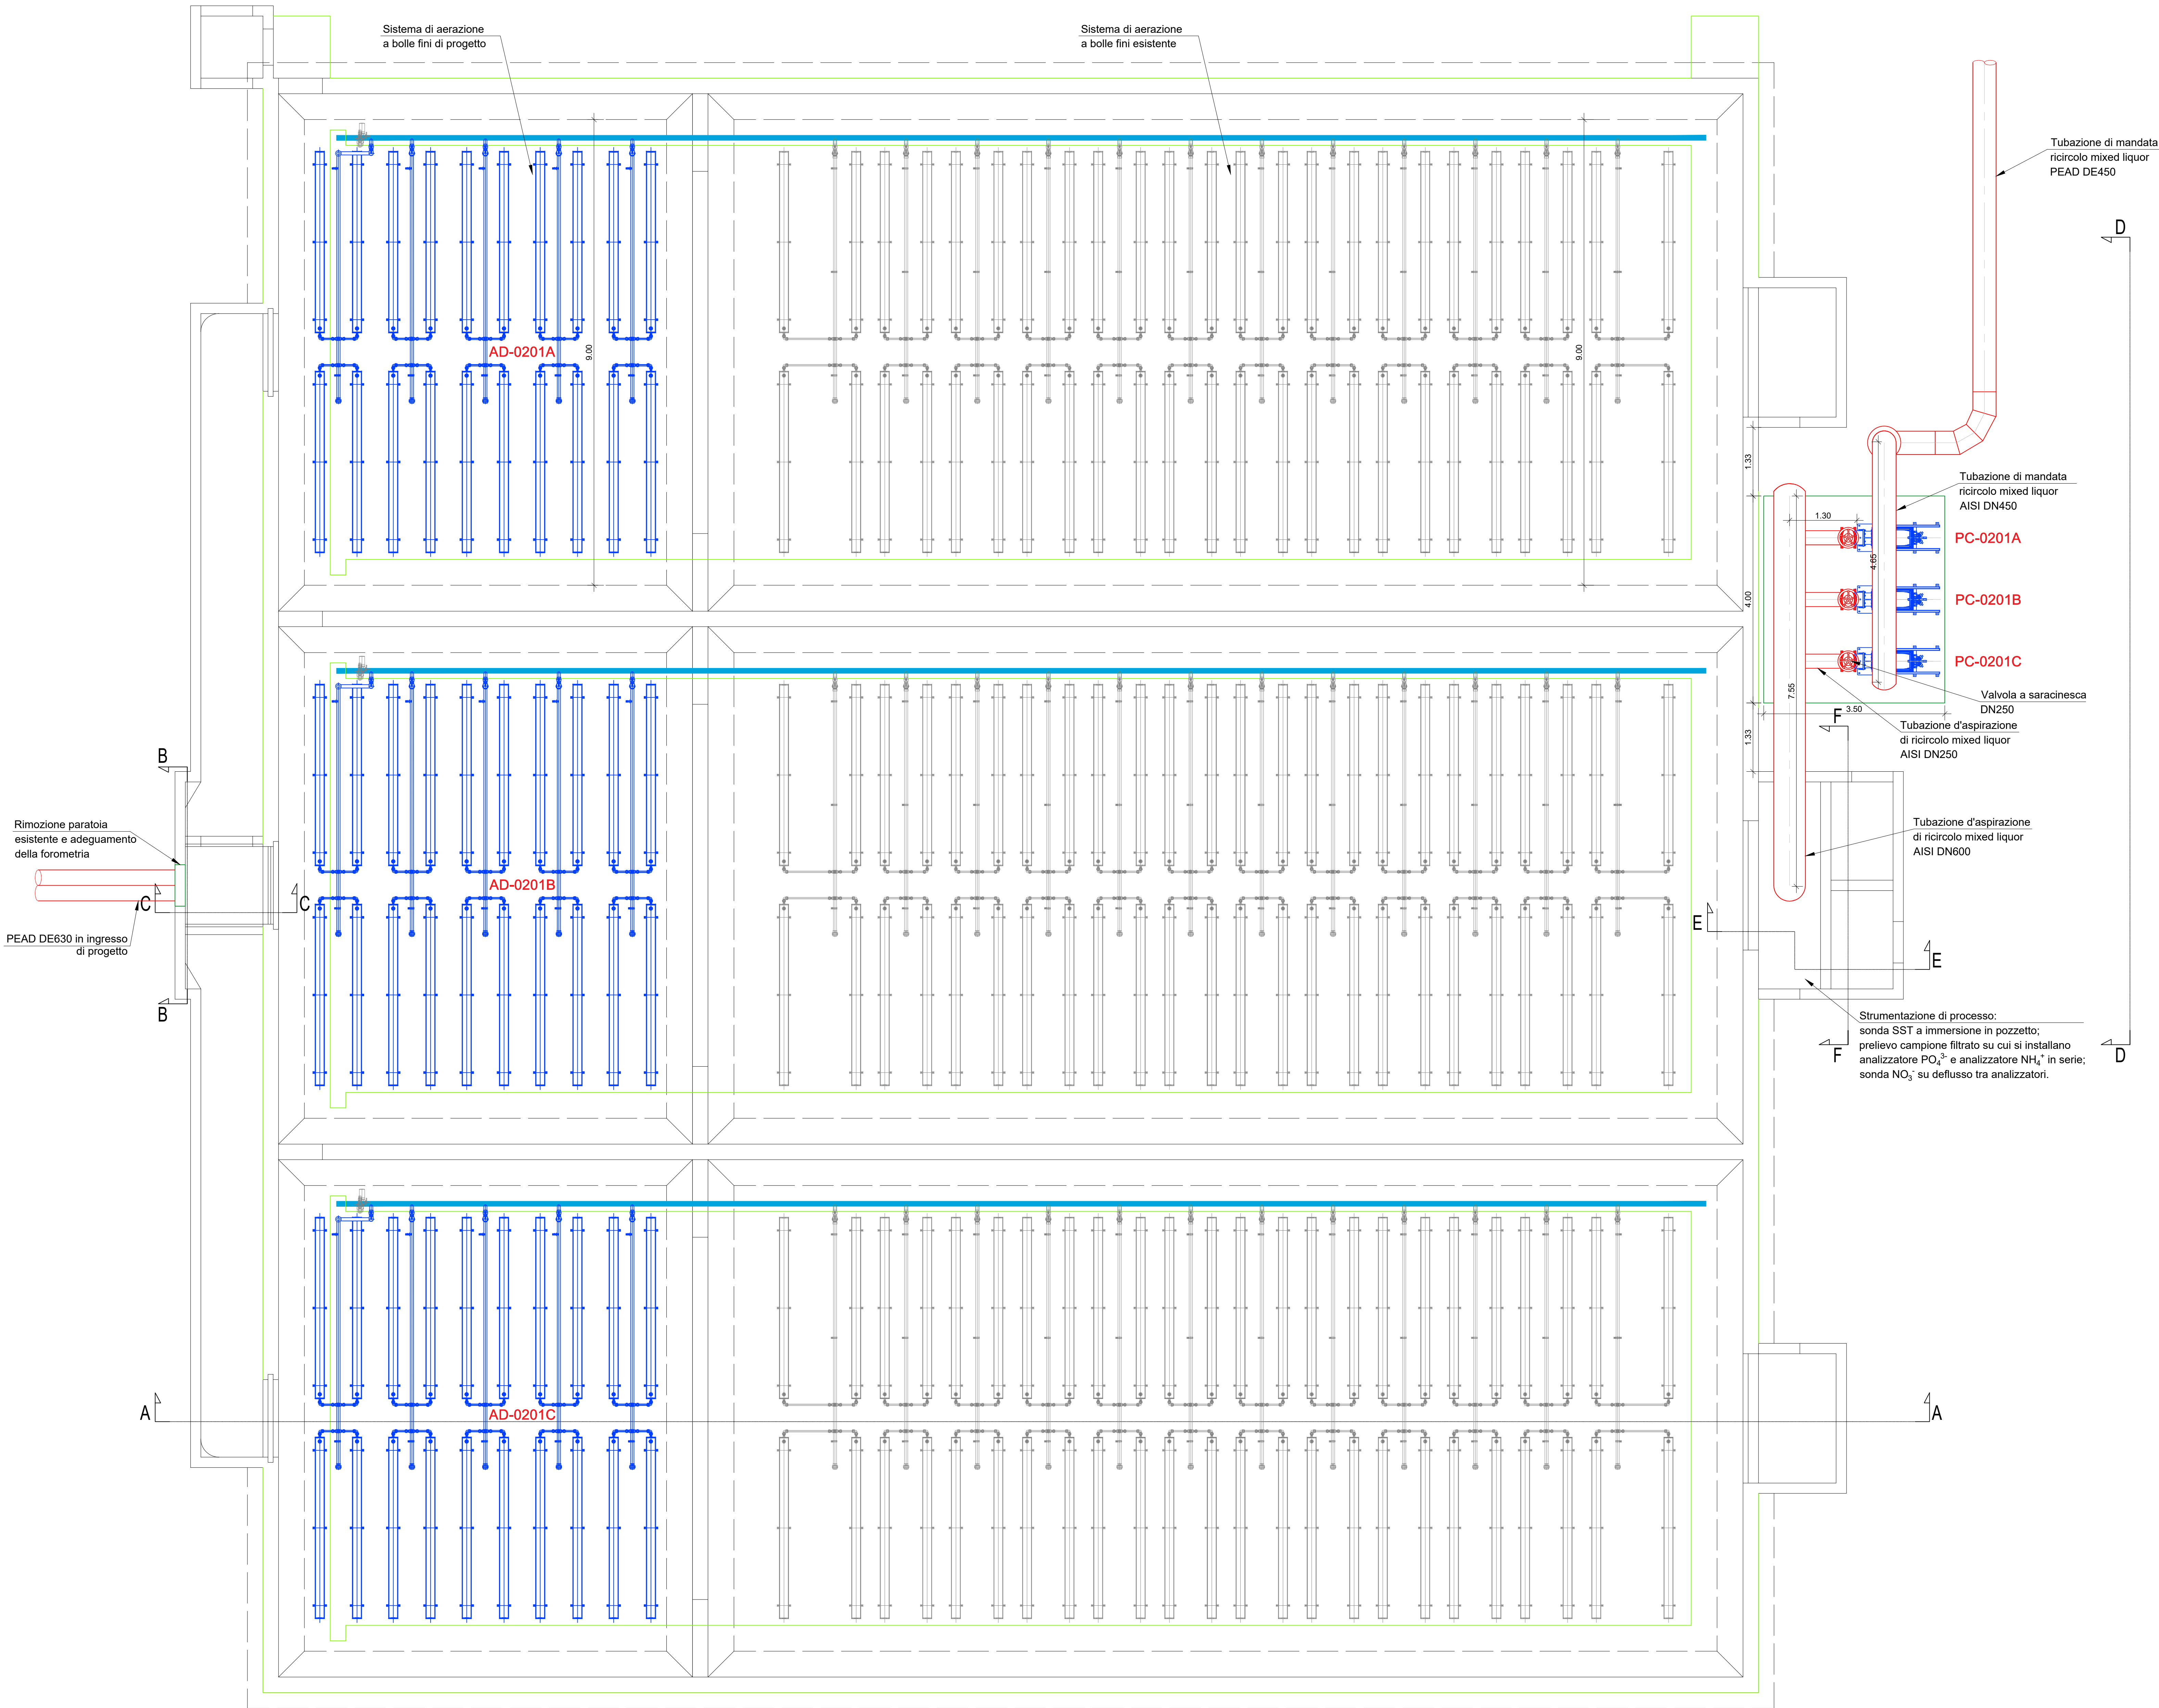 Sistema di aerazione
a bolle fini di progetto
Sistema di aerazione
a bolle fini esistente
Tubazione di mandata
ricircolo mixed liquor
PEAD DE450
D
AD-0201A
9.00
9.00
1.33
Tubazione di mandata
ricircolo mixed liquor
AISI DN450
1.30
PC-0201A
4.65
4.00
PC-0201B
PC-0201C
7.55
Valvola a saracinesca
DN250
3.50
F
Tubazione d'aspirazione
di ricircolo mixed liquor
AISI DN250
1.33
B
Rimozione paratoia
esistente e adeguamento
della forometria
Tubazione d'aspirazione
di ricircolo mixed liquor
AISI DN600
AD-0201B
C
C
PEAD DE630 in ingresso
di progetto
E
E
B
Strumentazione di processo:
sonda SST a immersione in pozzetto;
prelievo campione filtrato su cui si installano
analizzatore PO₄³⁻ e analizzatore NH₄⁺ in serie;
sonda NO₃⁻ su deflusso tra analizzatori.
F
D
A
AD-0201C
A